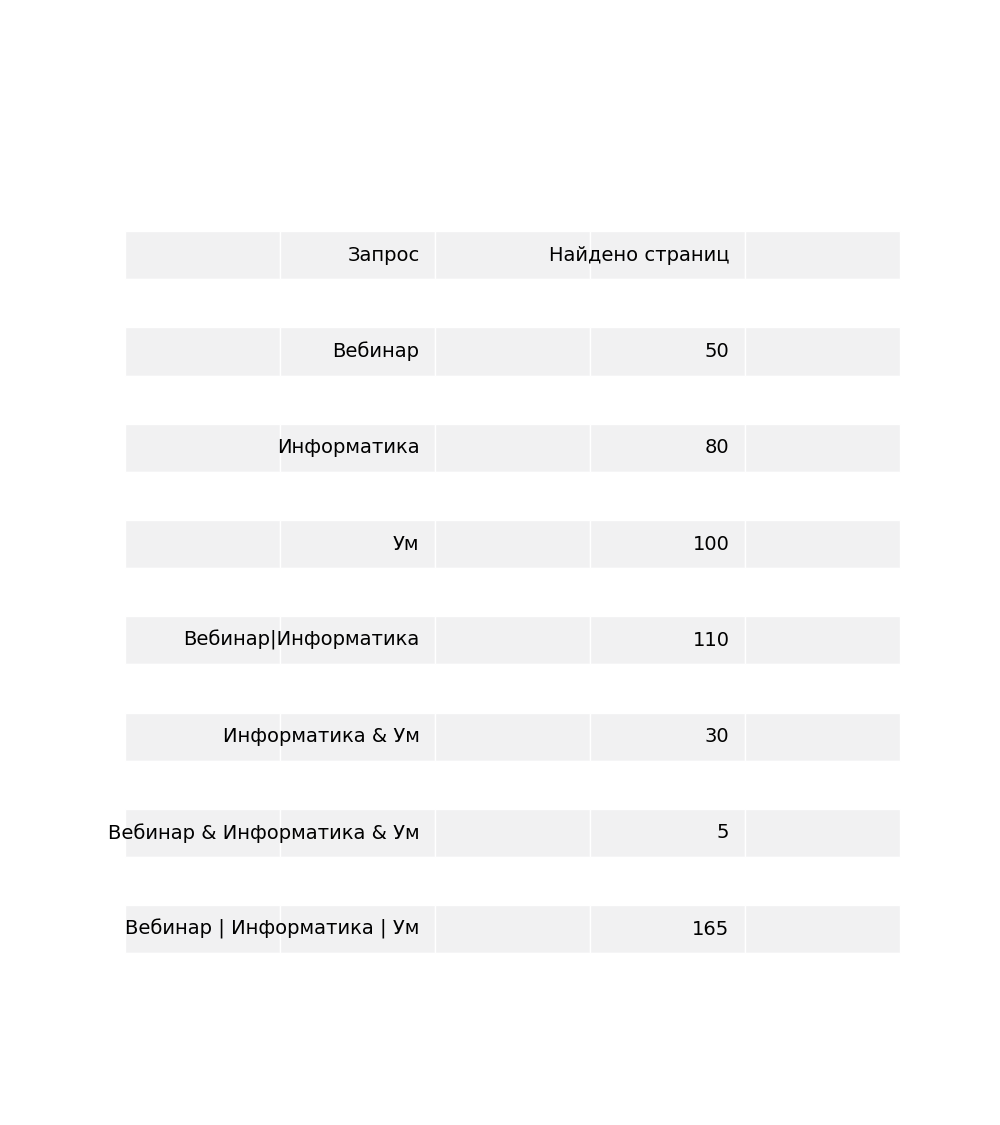 Запрос Найдено страниц
Вебинар 50
Информатика 80
Ум 100
Вебинар|Информатика 110
Информатика & Ум 30
Вебинар & Информатика & Ум 5
Вебинар | Информатика | Ум 165